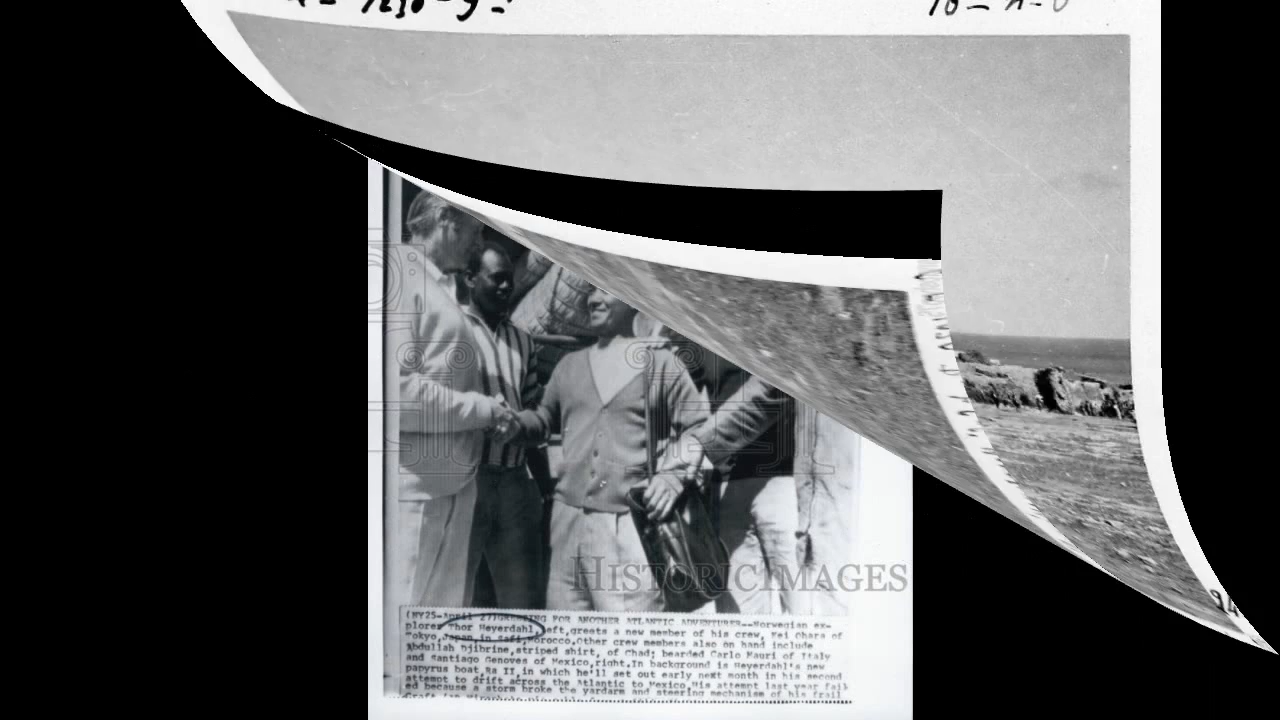 HISTORICIMAGES
(NY25-April 27)GREETING FOR ANOTHER ATLANTIC ADVENTURE--Norwegian ex-
plorer Thor Heyerdahl, left,greets a new member of his crew, Kei Ohara of
Tokyo,Japan,in Safi,Morocco.Other crew members also on hand include
Abdullah Djibrine,striped shirt, of Chad; bearded Carlo Mauri of Italy
and Santiago Genoves of Mexico,right.In background is Heyerdahl's new
papyrus boat,Ra II,in which he'll set out early next month in his second
attempt to drift across the Atlantic to Mexico.His attempt last year fail
ed because a storm broke the yardarm and steering mechanism of his frail